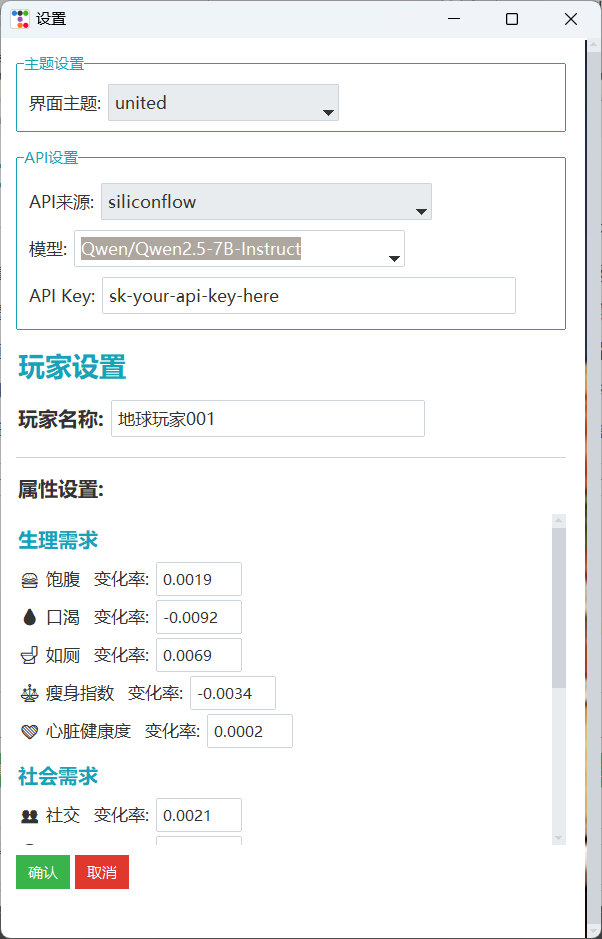 设置
主题设置
界面主题: united
API设置
API来源: siliconflow
模型: Qwen/Qwen2.5-7B-Instruct
API Key: sk-your-api-key-here
玩家设置
玩家名称: 地球玩家001
属性设置:
生理需求
饱腹 变化率: 0.0019
口渴 变化率: -0.0092
如厕 变化率: 0.0069
瘦身指数 变化率: -0.0034
心脏健康度 变化率: 0.0002
社会需求
社交 变化率: 0.0021
确认 取消